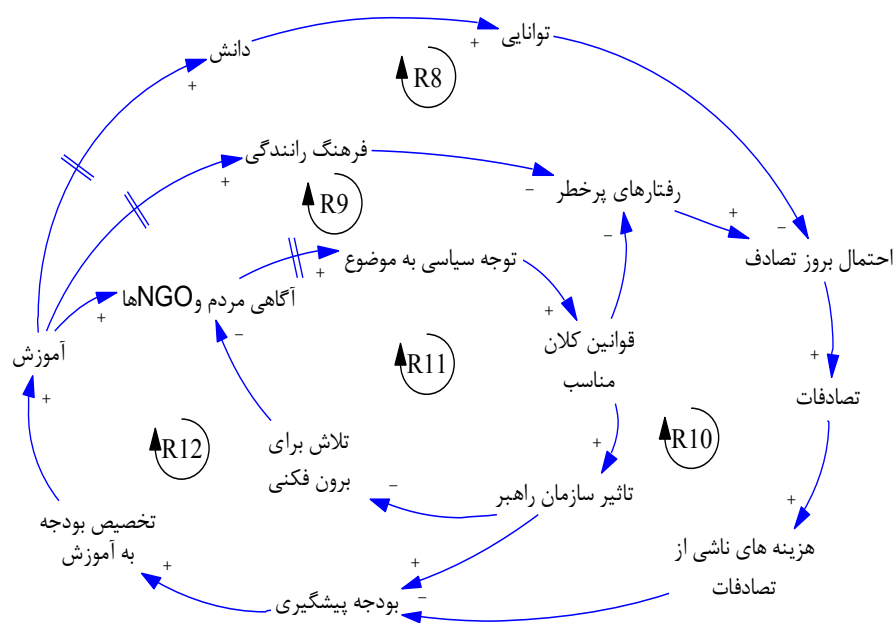 دانش
توانایی
R8
فرهنگ رانندگی
رفتارهای پرخطر
R9
احتمال بروز تصادف
توجه سیاسی به موضوع
آگاهی مردم وNGOها
قوانین کلان
مناسب
آموزش
R11
تصادفات
تلاش برای
برون فکنی
R12
R10
تاثیر سازمان راهبر
تخصیص بودجه
به آموزش
هزینه های ناشی از
تصادفات
بودجه پیشگیری
+
+
+
−
+
−
+
−
+
+
−
+
+
+
−
+
+
−
+